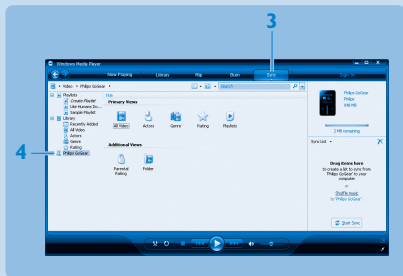 3
Windows Media Player
Now Playing Library Rip Burn Sync Sign In
Video ▸ Philips GoGear ▸ Search
Playlists
Create Playlist
Like Humans Do...
Sample Playlist
Library
Recently Added
All Video
Actors
Genre
Rating
4 Philips GoGear
Title
Primary Views
All Video Actors Genre Rating Playlists
Additional Views
Parental Rating Folder
Philips GoGear
Philips
2 MB remaining
Sync List
Drag items here
to create a list to sync from
'Philips GoGear' to your
computer
or
Shuffle music
to 'Philips GoGear'
Start Sync